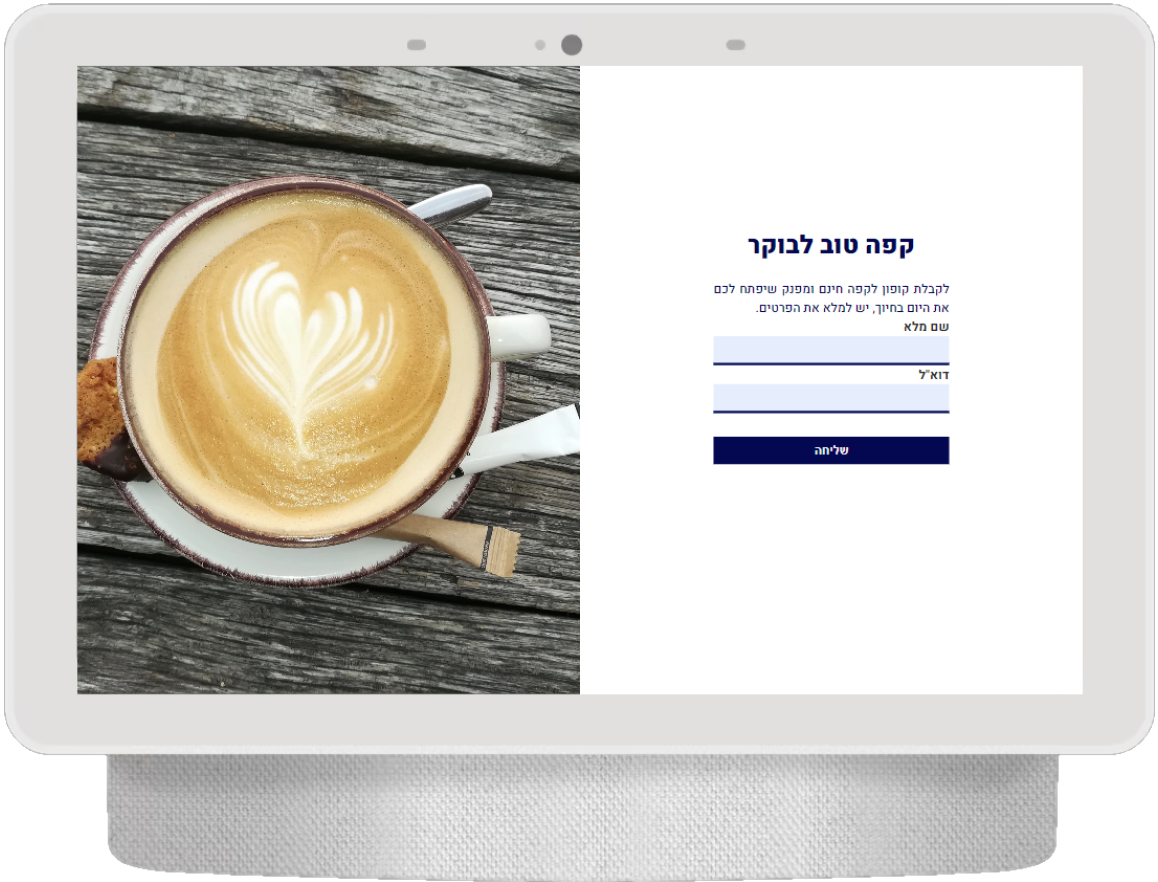 קפה טוב לבוקר
לקבלת קופון לקפה חינם ומפנק שיפתח לכם
את היום בחיוך, יש למלא את הפרטים.
שם מלא
דוא"ל
שליחה